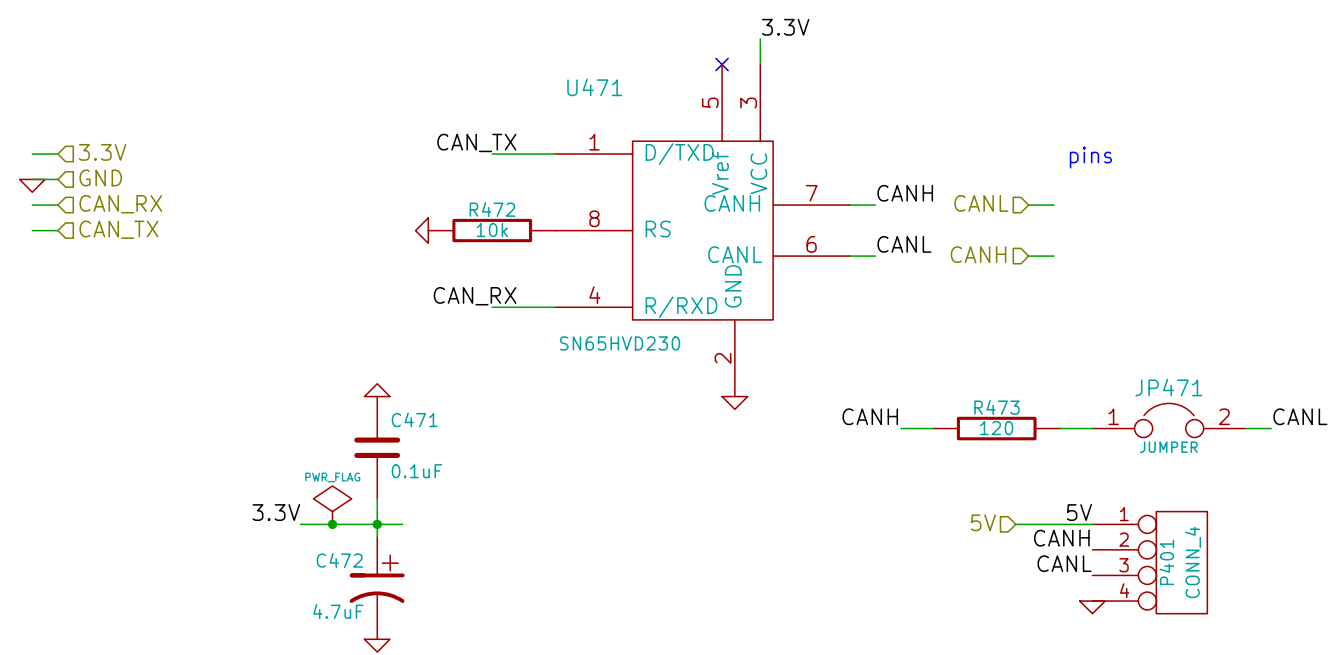 3.3V
U471
5
3
CAN_TX
1
D/TXD
Vref
VCC
pins
3.3V
GND
CAN_RX
CAN_TX
R472
10k
8
RS
CANH
7
CANH
CANL
CANL
6
CANL
CANH
GND
CAN_RX
4
R/RXD
SN65HVD230
2
C471
0.1uF
PWR_FLAG
3.3V
C472
+
4.7uF
JP471
CANH
R473
120
1
2
CANL
JUMPER
5V
5V
1
CANH
2
CANL
3
4
P401
CONN_4